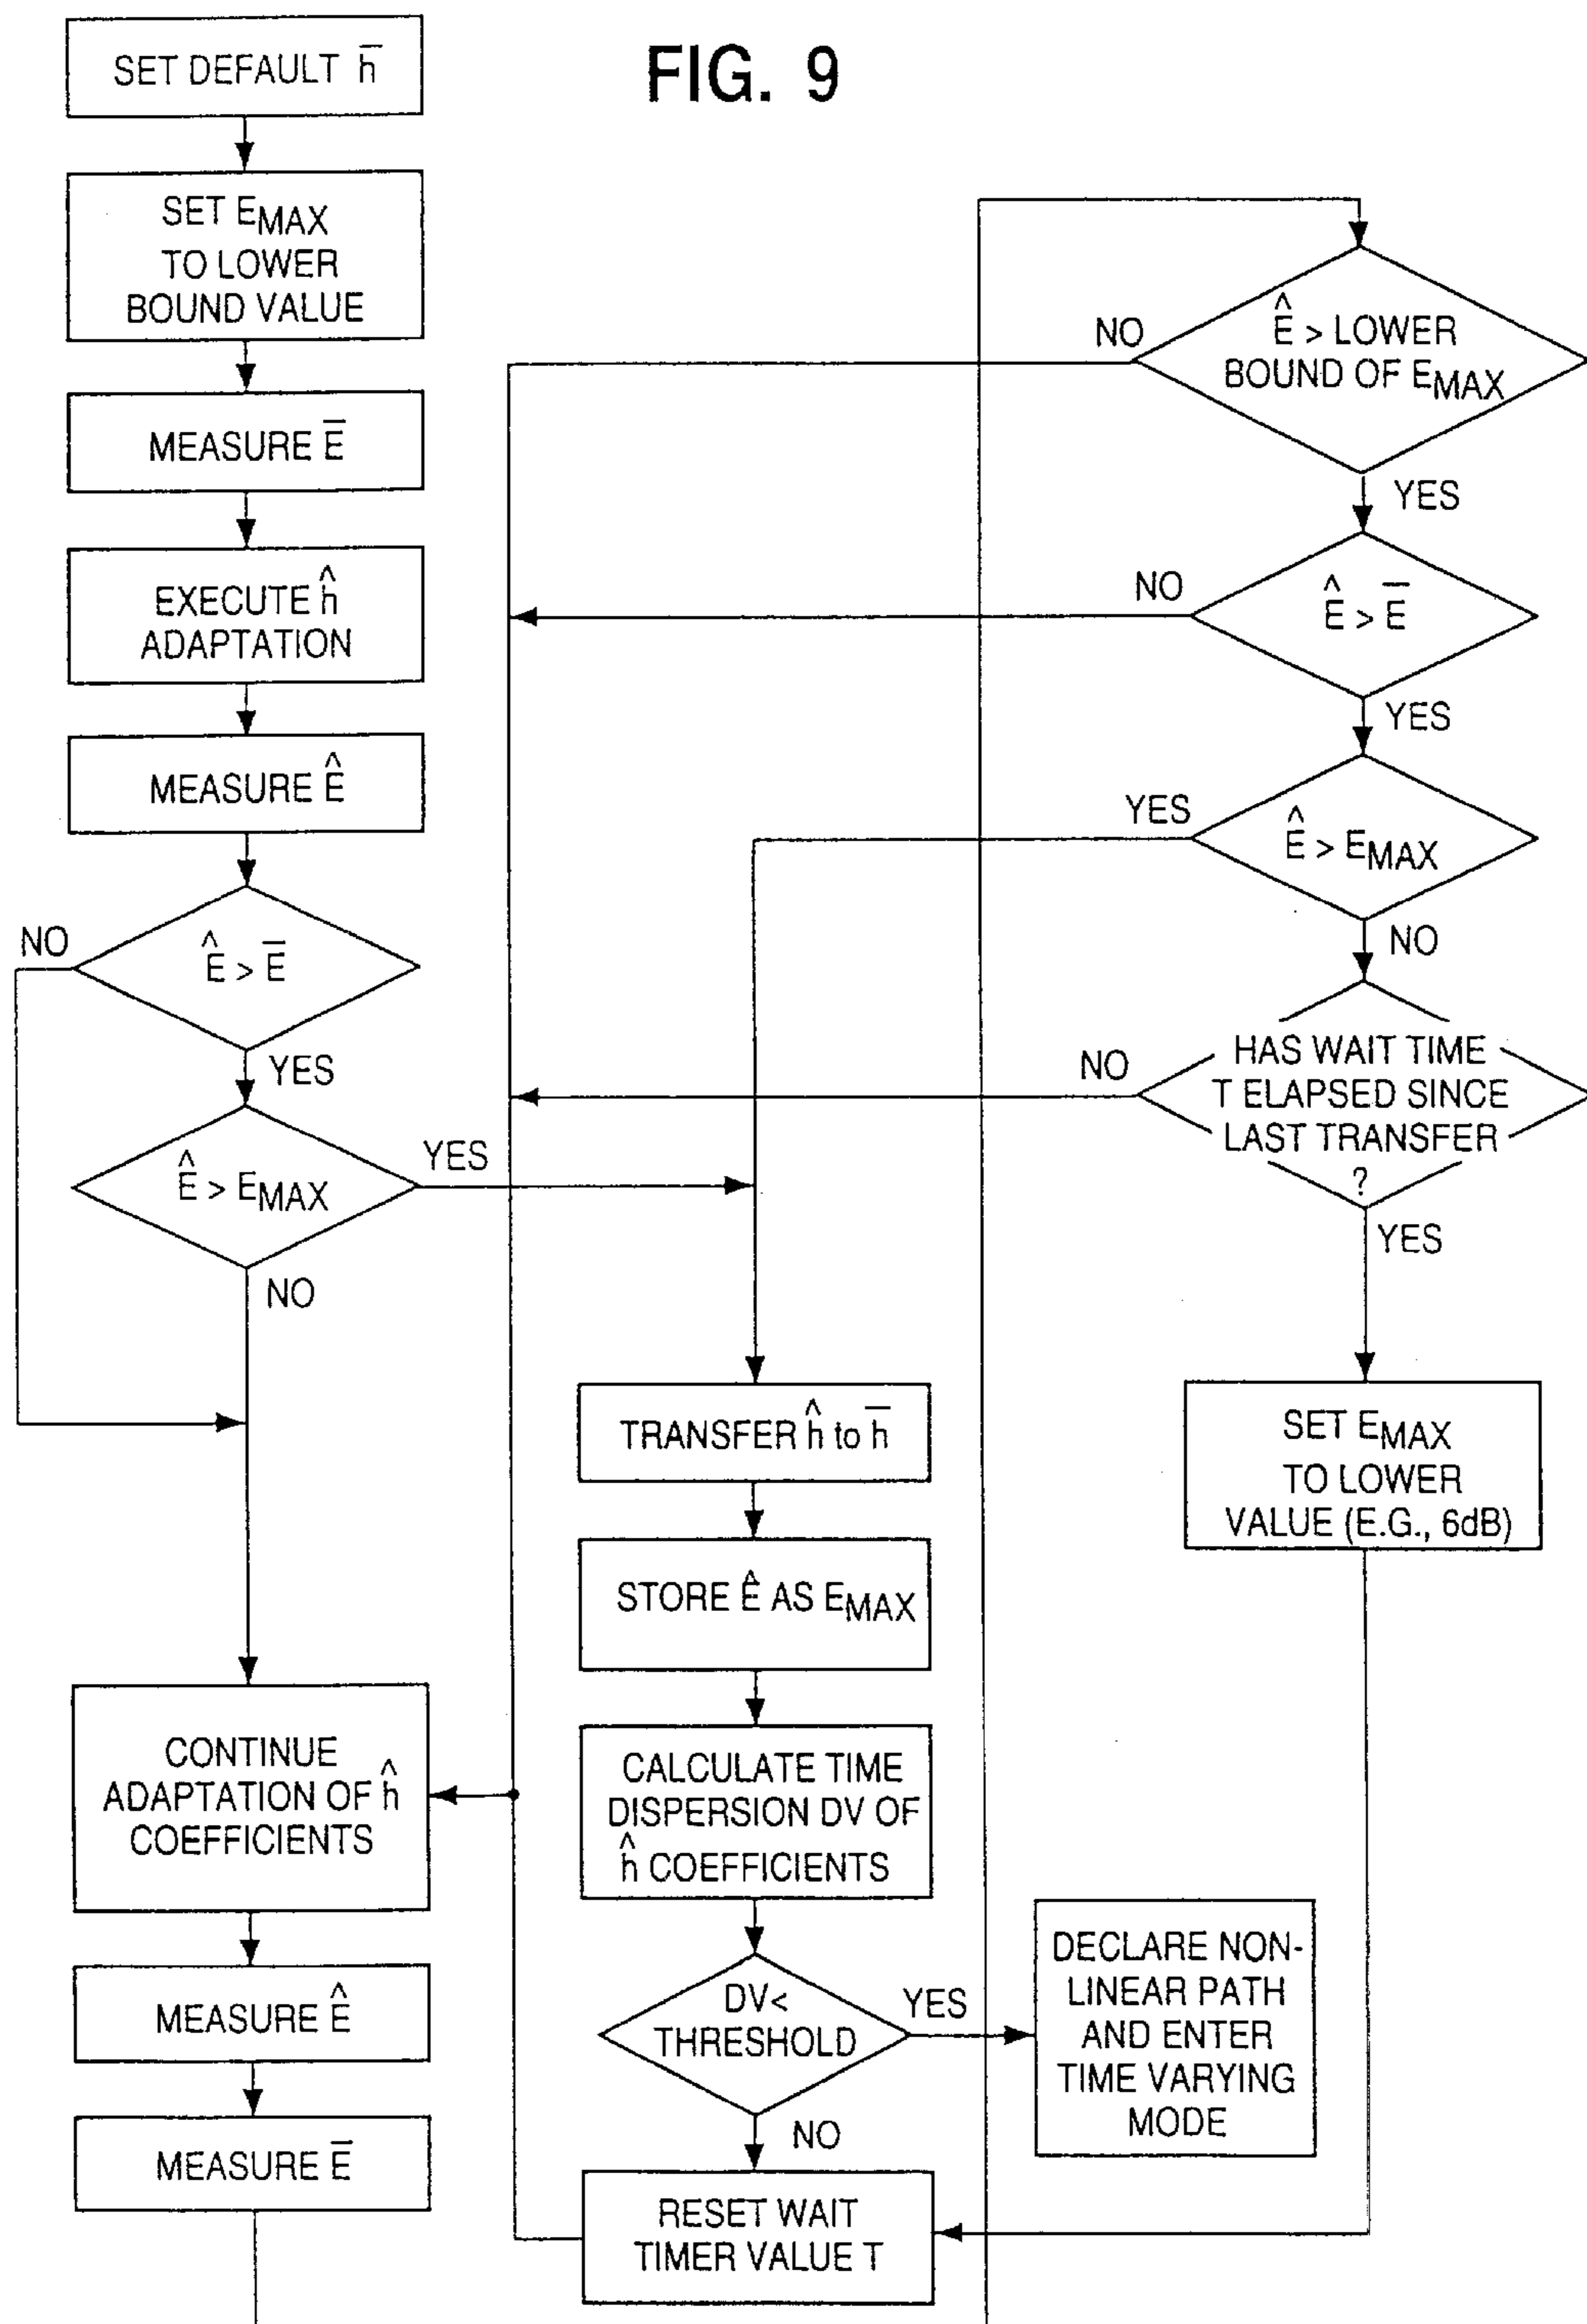 FIG. 9
SET DEFAULT h̅
SET EMAX
TO LOWER
BOUND VALUE
MEASURE E̅
EXECUTE ĥ
ADAPTATION
MEASURE Ê
NO
Ê > E̅
YES
Ê > EMAX
YES
NO
CONTINUE
ADAPTATION OF ĥ
COEFFICIENTS
MEASURE Ê
MEASURE E̅
NO
Ê > LOWER
BOUND OF EMAX
YES
NO
Ê > E̅
YES
YES
Ê > EMAX
NO
NO
HAS WAIT TIME
T ELAPSED SINCE
LAST TRANSFER
?
YES
SET EMAX
TO LOWER
VALUE (E.G., 6dB)
TRANSFER ĥ to h̅
STORE Ê AS EMAX
CALCULATE TIME
DISPERSION DV OF
ĥ COEFFICIENTS
DV<
THRESHOLD
YES
NO
DECLARE NON-
LINEAR PATH
AND ENTER
TIME VARYING
MODE
RESET WAIT
TIMER VALUE T